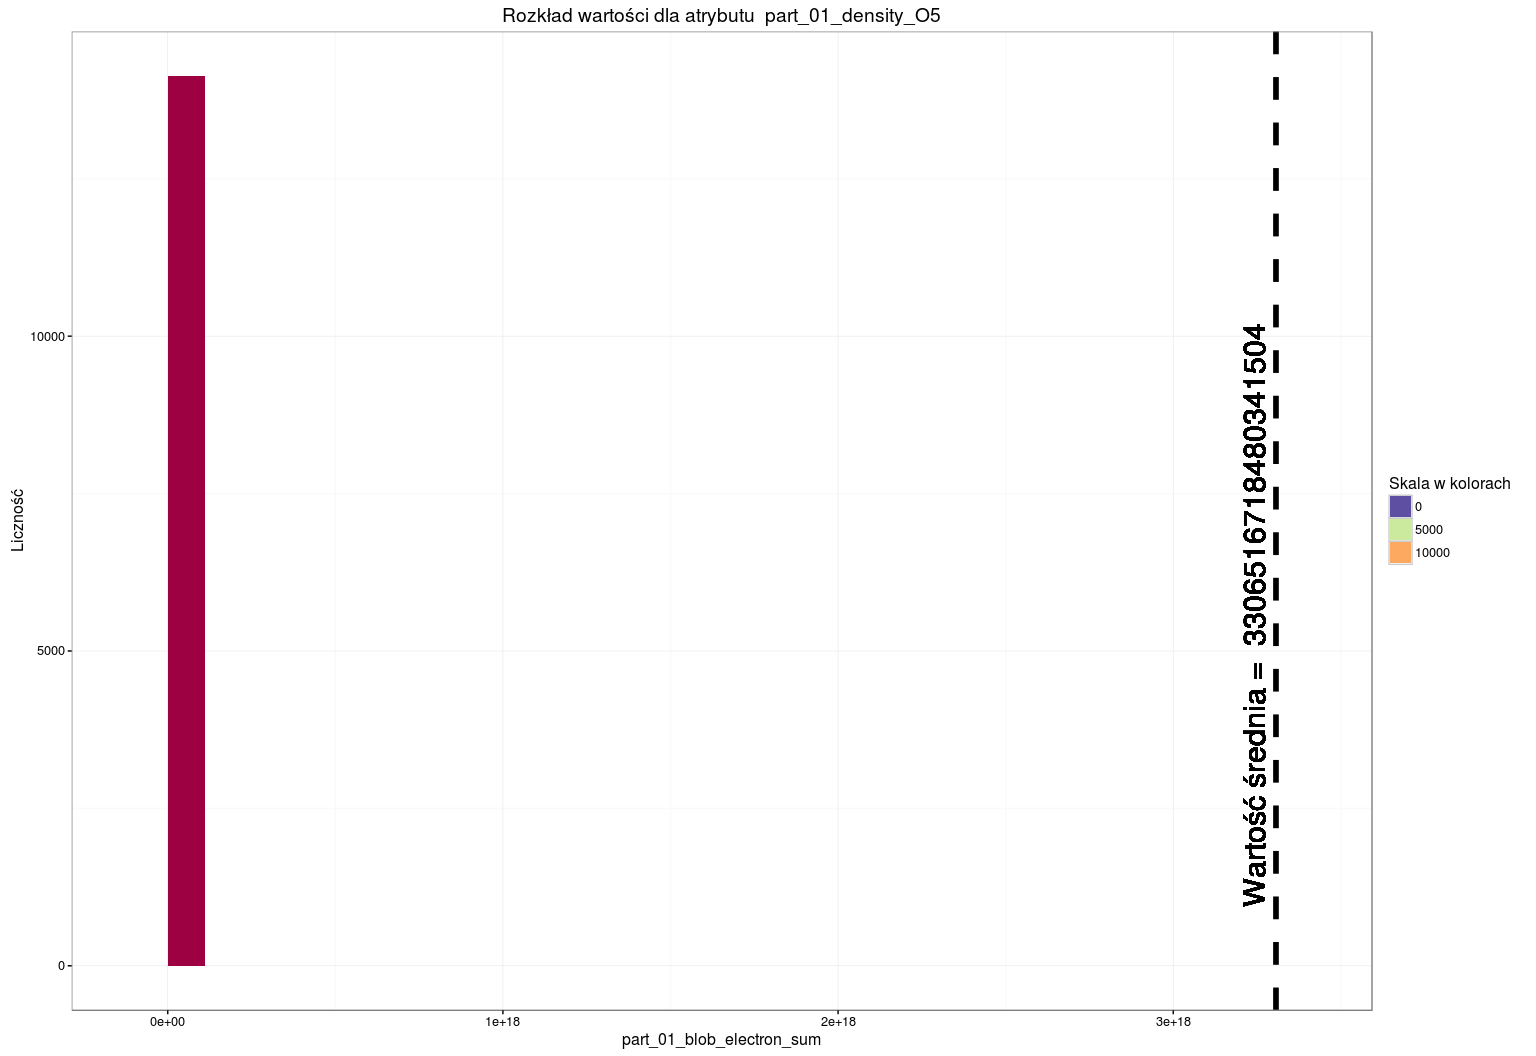 Rozkład wartości dla atrybutu  part_01_density_O5
Liczność
10000
5000
0
Wartość średnia =  3306516718480341504
0e+00
1e+18
2e+18
3e+18
part_01_blob_electron_sum
Skala w kolorach
0
5000
10000